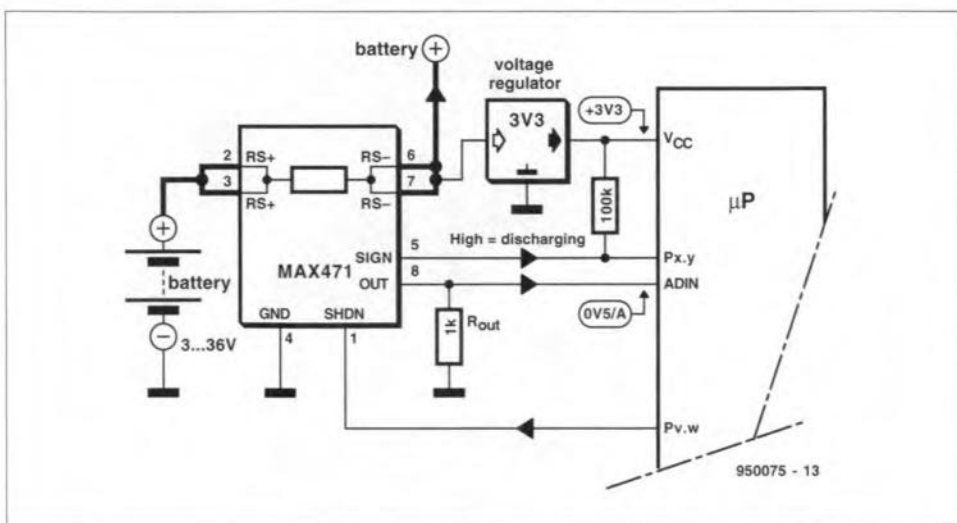 battery
voltage
regulator
3V3
+3V3
VCC
2
RS+
3
RS+
RS–
6
RS–
7
100k
µP
High = discharging
SIGN
5
Px.y
MAX471
OUT
8
ADIN
battery
0V5/A
GND
SHDN
1k
Rout
3...36V
4
1
Pv.w
950075 - 13